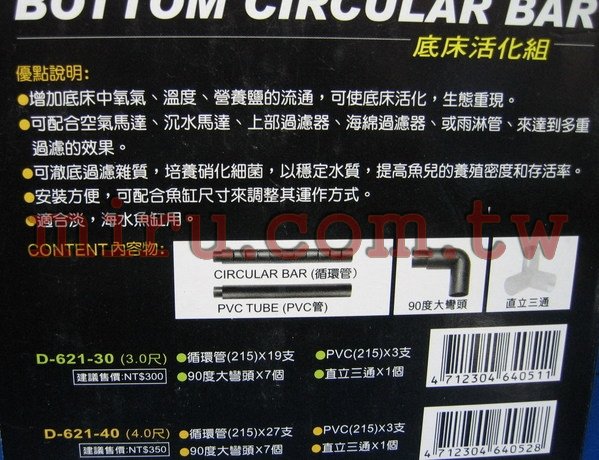 BOTTOM CIRCULAR BAR
底床活化組
優點說明:
●增加底床中氧氣、溫度、營養鹽的流通，可使底床活化，生態重現。
●可配合空氣馬達、沉水馬達、上部過濾器、海綿過濾器、或雨淋管、來達到多重
過濾的效果。
●可澈底過濾雜質，培養硝化細菌，以穩定水質，提高魚兒的養殖密度和存活率。
●安裝方便，可配合魚缸尺寸來調整其運作方式。
●適合淡，海水魚缸用。
miru.com.tw
CONTENT內容物:
CIRCULAR BAR (循環管)
PVC TUBE (PVC管)
90度大彎頭
直立三通
D-621-30 (3.0尺)
建議售價:NT$300
●循環管(215)X19支
●PVC(215)X3支
●90度大彎頭X7個
●直立三通X1個
4 712304 640511
D-621-40 (4.0尺)
建議售價:NT$350
●循環管(215)X27支
●PVC(215)X3支
●90度大彎頭X7個
●直立三通X1個
4 712304 640528